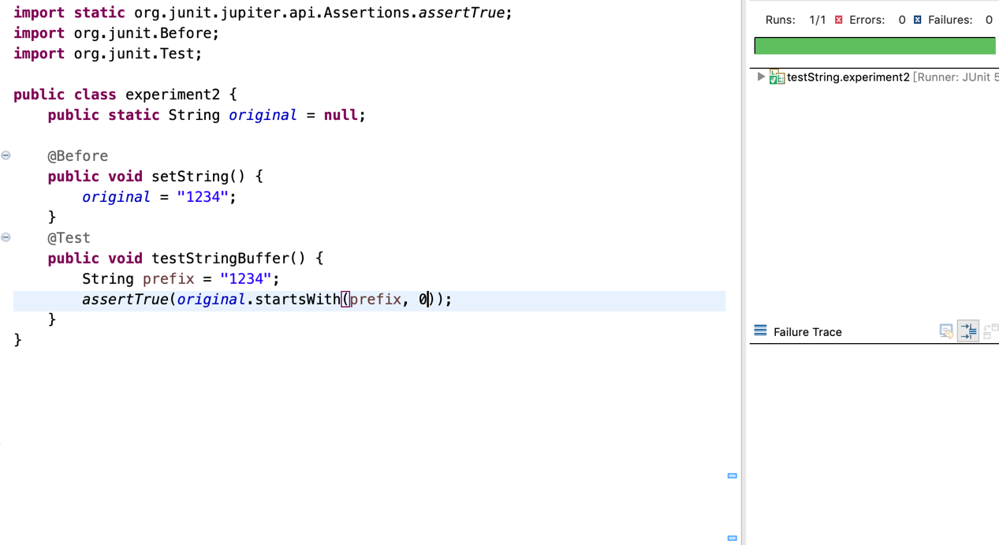 import static org.junit.jupiter.api.Assertions.assertTrue;
import org.junit.Before;
import org.junit.Test;
public class experiment2 {
public static String original = null;
@Before
public void setString() {
original = "1234";
}
@Test
public void testStringBuffer() {
String prefix = "1234";
assertTrue(original.startsWith(prefix, 0));
}
}
Runs: 1/1 Errors: 0 Failures: 0
testString.experiment2 [Runner: JUnit 5
Failure Trace